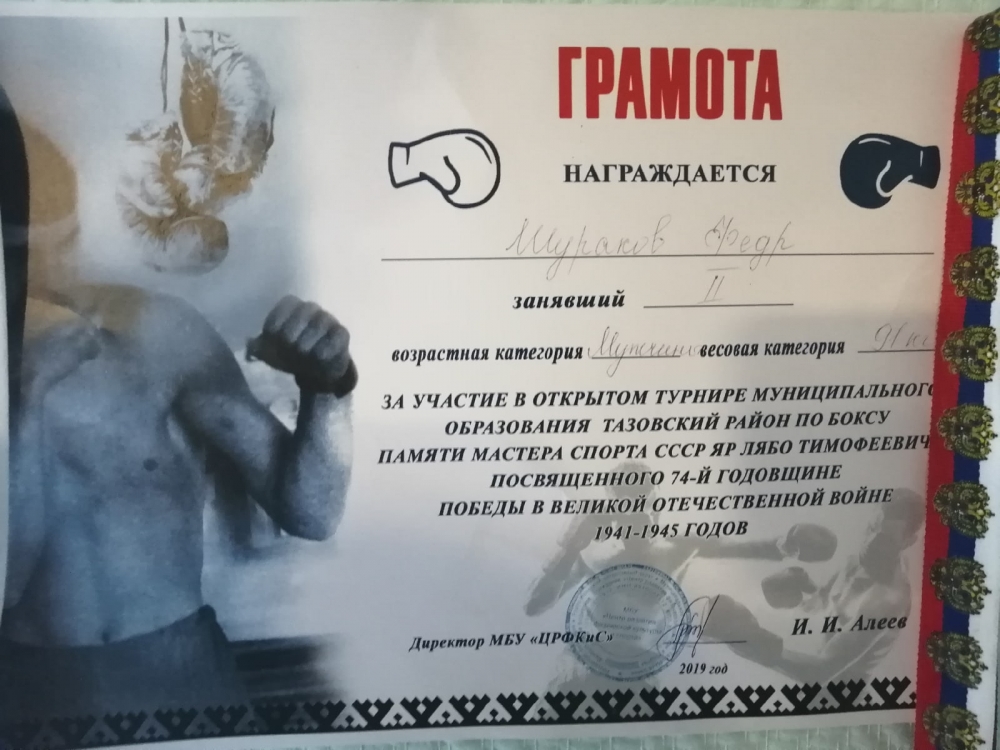 ГРАМОТА
НАГРАЖДАЕТСЯ
Шураков Федр
занявший II
возрастная категория Мужчины весовая категория 91 кг
ЗА УЧАСТИЕ В ОТКРЫТОМ ТУРНИРЕ МУНИЦИПАЛЬНОГО
ОБРАЗОВАНИЯ ТАЗОВСКИЙ РАЙОН ПО БОКСУ
ПАМЯТИ МАСТЕРА СПОРТА СССР ЯР ЛЯБО ТИМОФЕЕВИЧ
ПОСВЯЩЕННОГО 74-Й ГОДОВЩИНЕ
ПОБЕДЫ В ВЕЛИКОЙ ОТЕЧЕСТВЕННОЙ ВОЙНЕ
1941-1945 ГОДОВ
Директор МБУ «ЦРФКиС» И. И. Алеев
2019 год